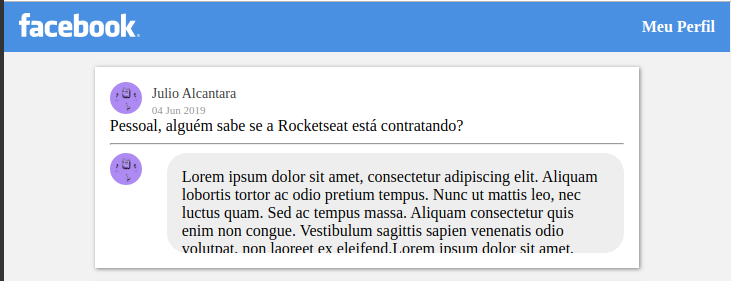 facebook.
Meu Perfil
Julio Alcantara
04 Jun 2019
Pessoal, alguém sabe se a Rocketseat está contratando?
Lorem ipsum dolor sit amet, consectetur adipiscing elit. Aliquam
lobortis tortor ac odio pretium tempus. Nunc ut mattis leo, nec
luctus quam. Sed ac tempus massa. Aliquam consectetur quis
enim non congue. Vestibulum sagittis sapien venenatis odio
volutpat, non laoreet ex eleifend.Lorem ipsum dolor sit amet,